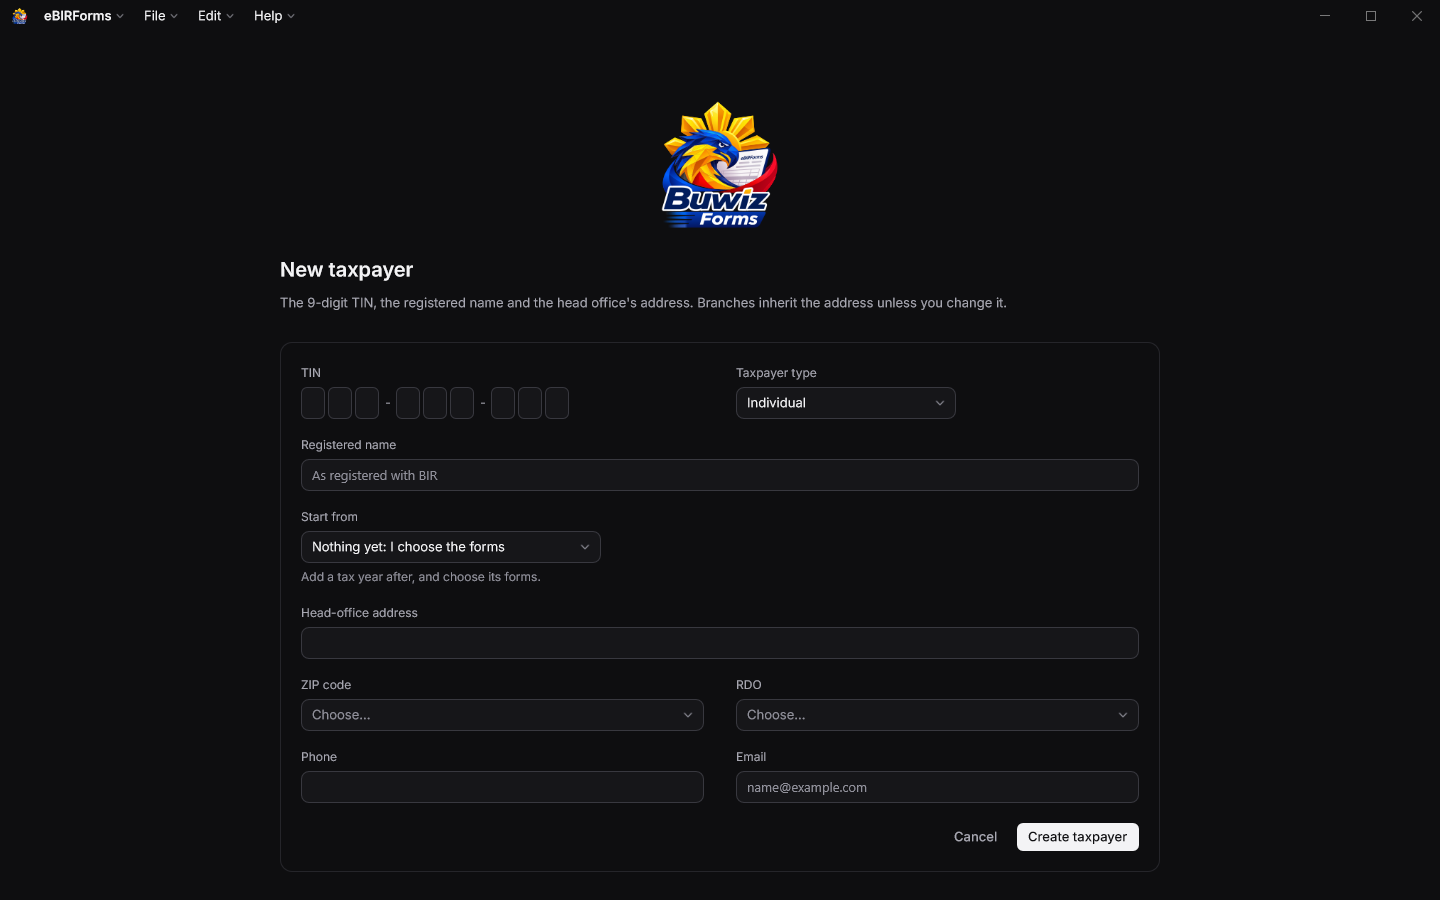 eBIRForms File Edit Help
eBIRForms
Buwiz
Forms
New taxpayer
The 9-digit TIN, the registered name and the head office's address. Branches inherit the address unless you change it.
TIN
Taxpayer type
- -
Individual
Registered name
As registered with BIR
Start from
Nothing yet: I choose the forms
Add a tax year after, and choose its forms.
Head-office address
ZIP code
RDO
Choose...
Choose...
Phone
Email
name@example.com
Cancel
Create taxpayer